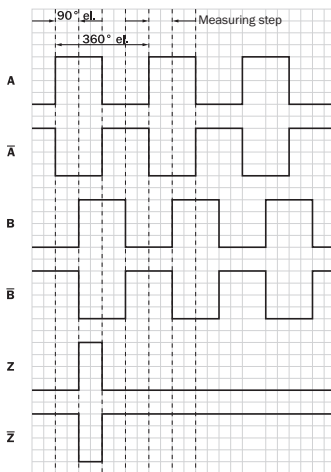 90° el.
Measuring step
360° el.
A
A̅
B
B̅
Z
Z̅